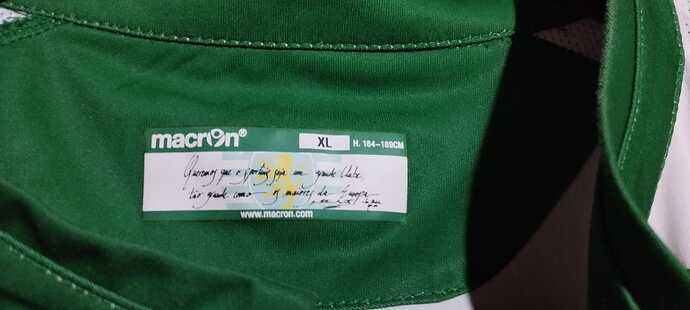 macron®
XL
H. 184-189CM
Queremos que o Sporting seja um grande Clube
tão grande como os maiores da Europa
www.macron.com